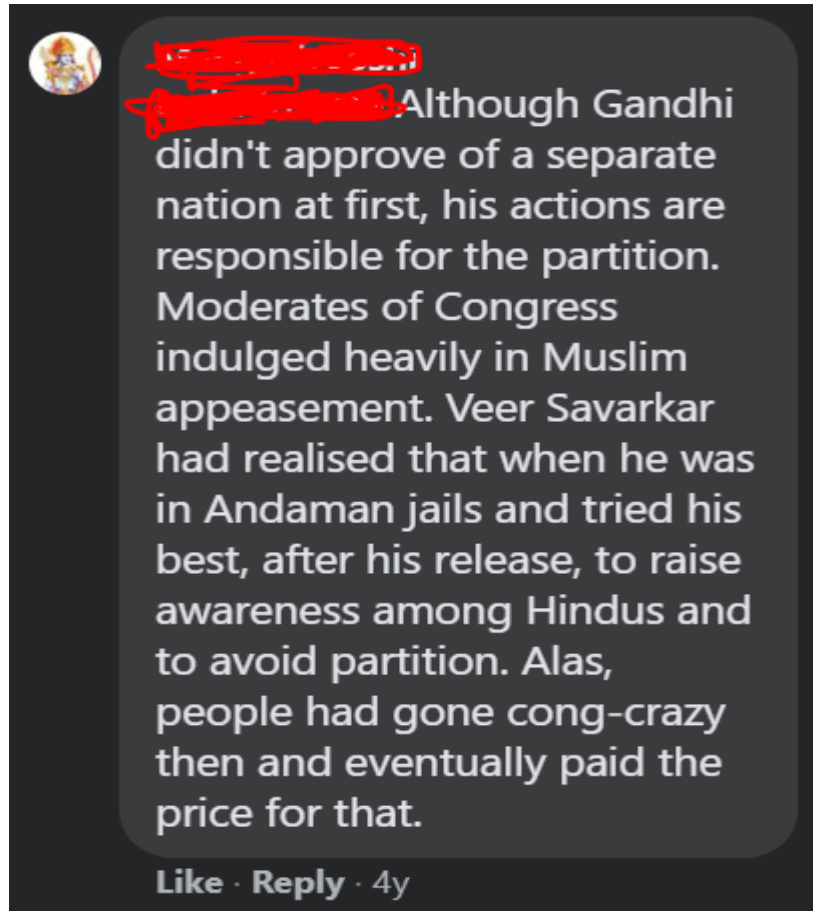 Although Gandhi
didn't approve of a separate
nation at first, his actions are
responsible for the partition.
Moderates of Congress
indulged heavily in Muslim
appeasement. Veer Savarkar
had realised that when he was
in Andaman jails and tried his
best, after his release, to raise
awareness among Hindus and
to avoid partition. Alas,
people had gone cong-crazy
then and eventually paid the
price for that.
Like · Reply · 4y